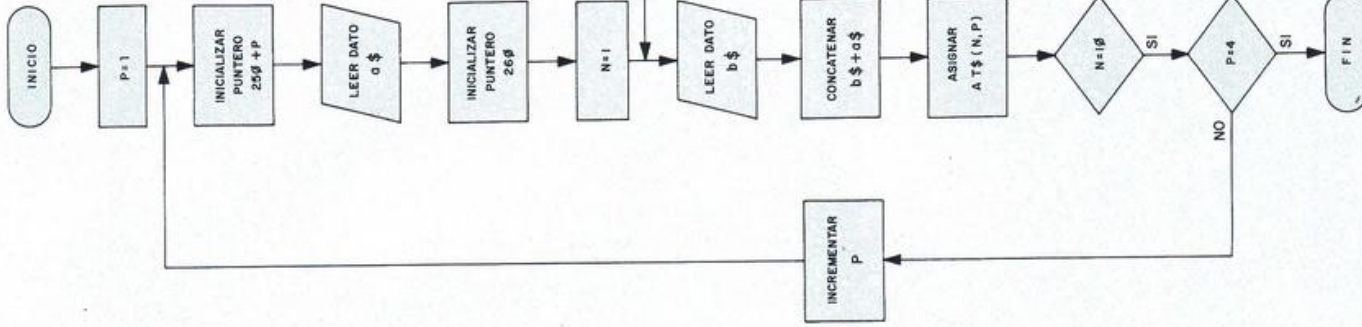 INICIO
P=1
INICIALIZAR
PUNTERO
25Ø+P
LEER DATO
a$
INICIALIZAR
PUNTERO
26Ø
N=1
LEER DATO
b$
CONCATENAR
b$+a$
ASIGNAR
A T$(N,P)
N=1Ø
SI
P=4
SI
NO
FIN
INCREMENTAR
P